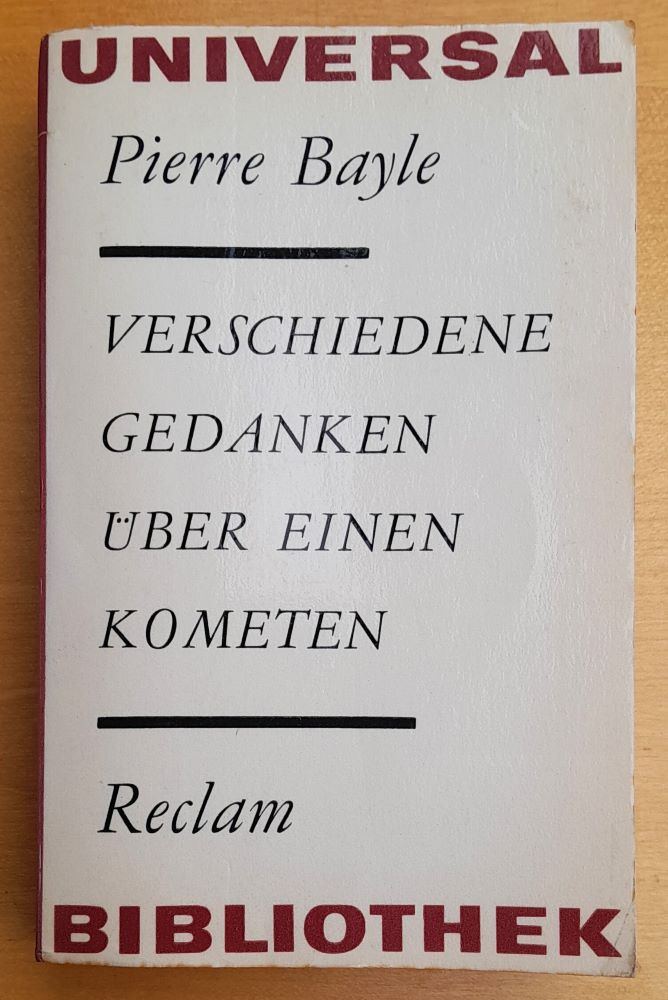 UNIVERSAL
Pierre Bayle
VERSCHIEDENE
GEDANKEN
ÜBER EINEN
KOMETEN
Reclam
BIBLIOTHEK